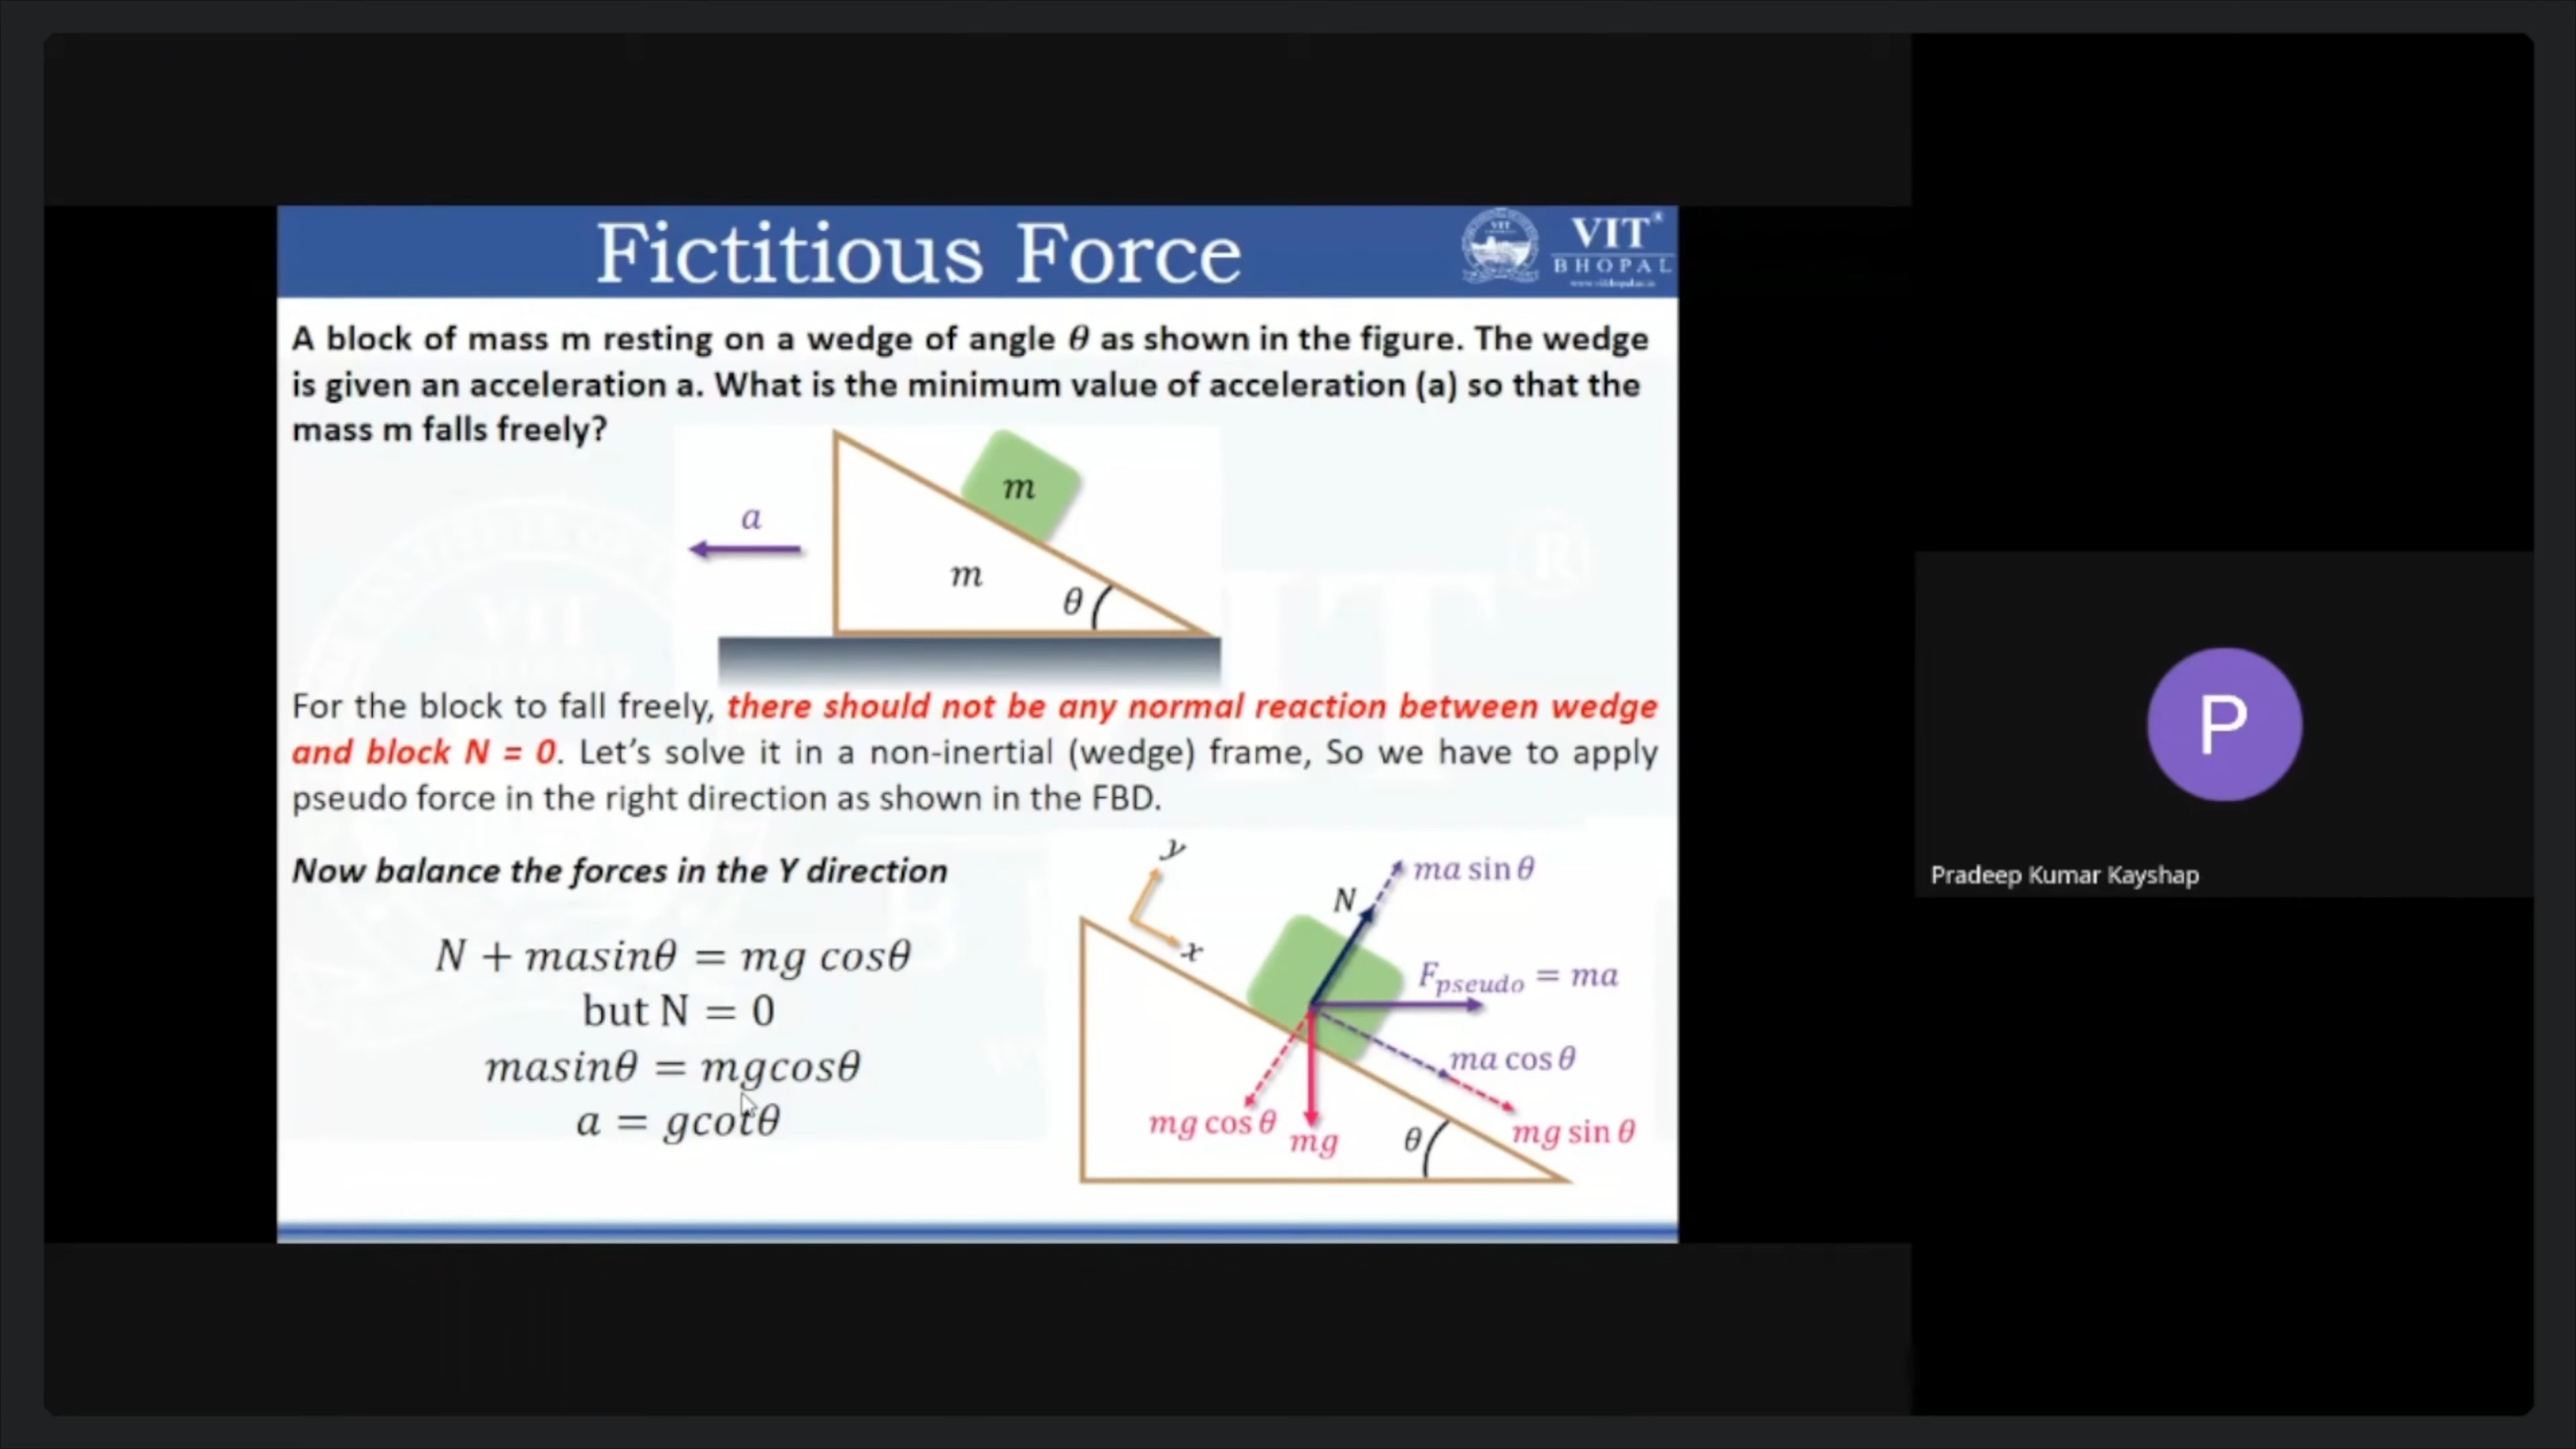 Fictitious Force
VIT®
BHOPAL
A block of mass m resting on a wedge of angle θ as shown in the figure. The wedge
is given an acceleration a. What is the minimum value of acceleration (a) so that the
mass m falls freely?
m
a
m
θ
For the block to fall freely, there should not be any normal reaction between wedge
and block N = 0. Let’s solve it in a non-inertial (wedge) frame, So we have to apply
pseudo force in the right direction as shown in the FBD.
Now balance the forces in the Y direction
N + masinθ = mg cosθ
but N = 0
masinθ = mgcosθ
a = gcotθ
y
x
N
ma sin θ
F_pseudo = ma
ma cos θ
mg cos θ
mg
θ
mg sin θ
P
Pradeep Kumar Kayshap